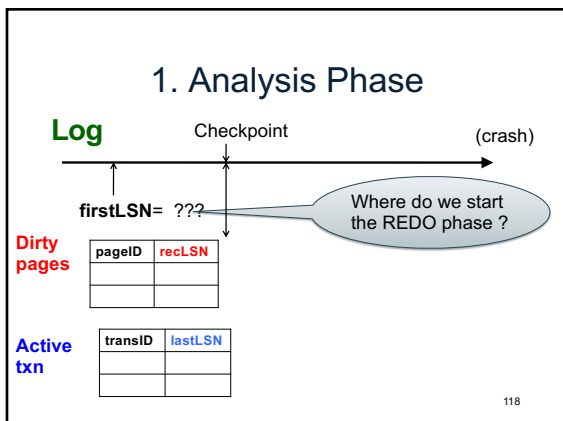 1. Analysis Phase
Log
Checkpoint
(crash)
firstLSN= ???
Where do we start
the REDO phase ?
Dirty
pages
pageID recLSN
Active
txn
transID lastLSN
118